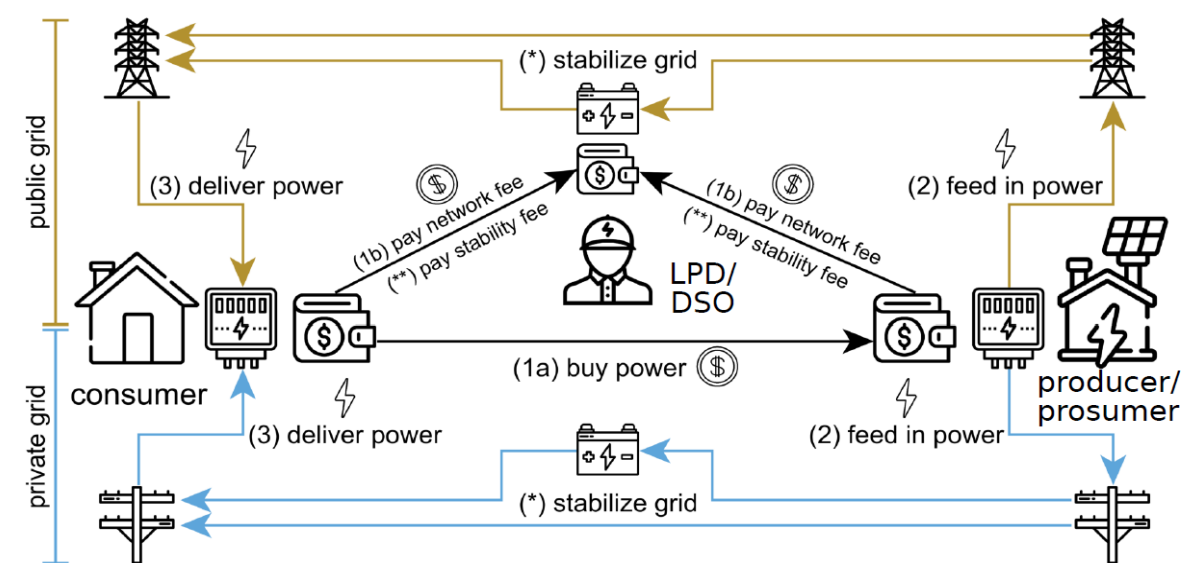 (*) stabilize grid
public grid
(3) deliver power
(1b) pay network fee
(**) pay stability fee
(1b) pay network fee
(**) pay stability fee
(2) feed in power
LPD/
DSO
(1a) buy power
consumer
producer/
prosumer
private grid
(3) deliver power
(2) feed in power
(*) stabilize grid